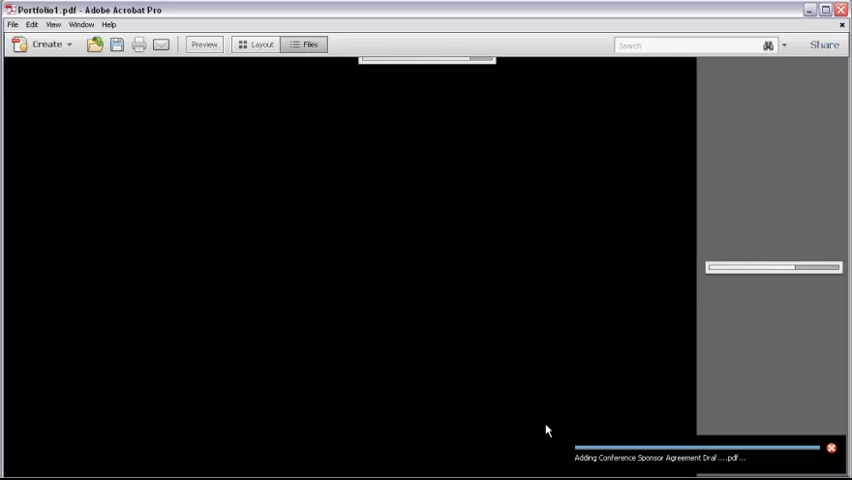 Portfolio1.pdf - Adobe Acrobat Pro
File Edit View Window Help
Create Preview Layout Files Search Share
Adding Conference Sponsor Agreement Draf....pdf...